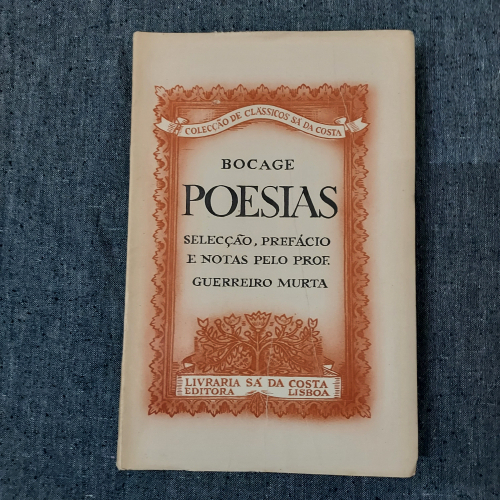 COLECÇÃO DE CLÁSSICOS SÁ DA COSTA
BOCAGE
POESIAS
SELECÇÃO, PREFÁCIO
E NOTAS PELO PROF.
GUERREIRO MURTA
LIVRARIA SÁ DA COSTA
EDITORA LISBOA